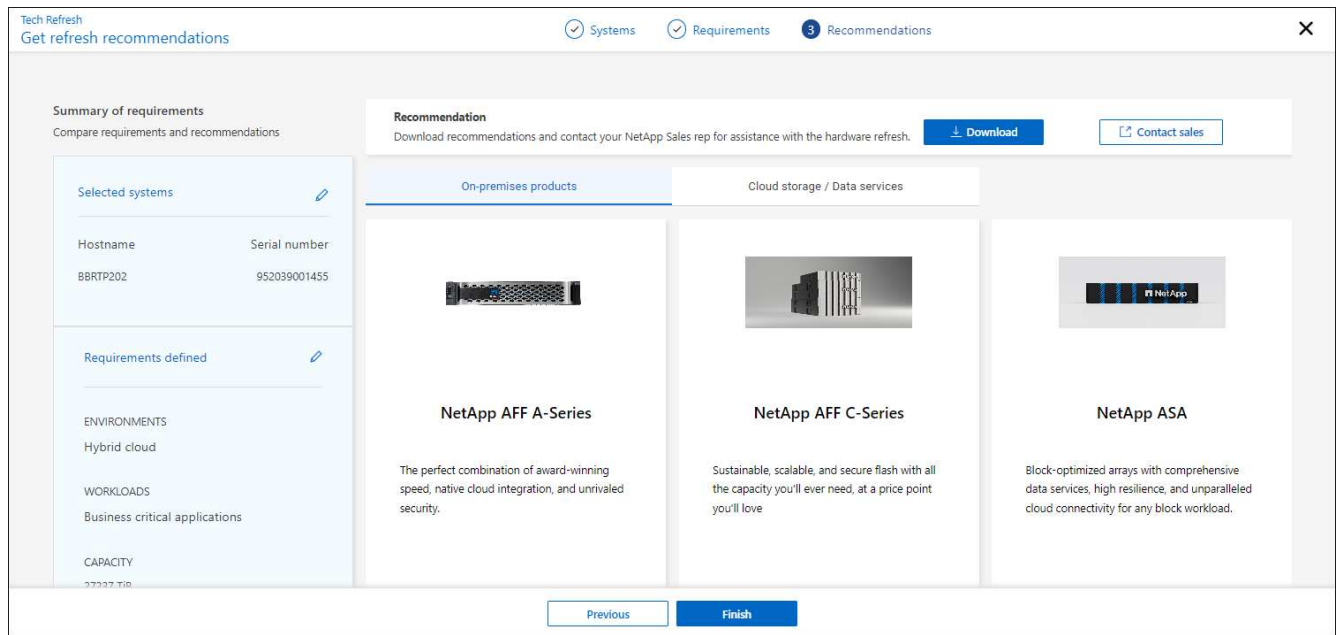 Tech Refresh
Get refresh recommendations
Systems
Requirements
3 Recommendations
Summary of requirements
Compare requirements and recommendations
Selected systems
Hostname Serial number
BBRTP202 952039001455
Requirements defined
ENVIRONMENTS
Hybrid cloud
WORKLOADS
Business critical applications
CAPACITY
27237 TiB
Recommendation
Download recommendations and contact your NetApp Sales rep for assistance with the hardware refresh.
Download
Contact sales
On-premises products
Cloud storage / Data services
NetApp AFF A-Series
The perfect combination of award-winning
speed, native cloud integration, and unrivaled
security.
NetApp AFF C-Series
Sustainable, scalable, and secure flash with all
the capacity you'll ever need, at a price point
you'll love
NetApp
NetApp ASA
Block-optimized arrays with comprehensive
data services, high resilience, and unparalleled
cloud connectivity for any block workload.
Previous
Finish